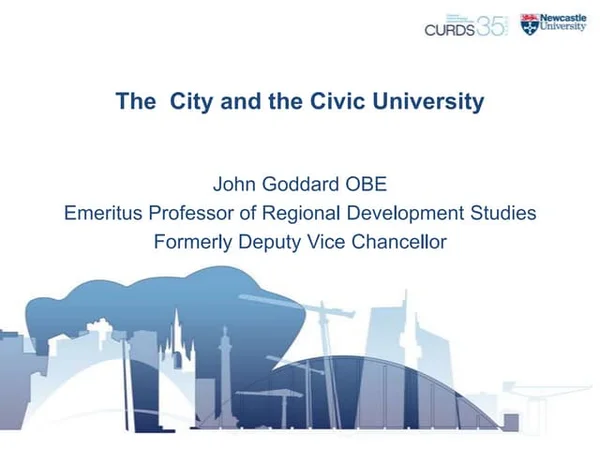 CURDS35
Newcastle
University
The  City and the Civic University
John Goddard OBE
Emeritus Professor of Regional Development Studies
Formerly Deputy Vice Chancellor